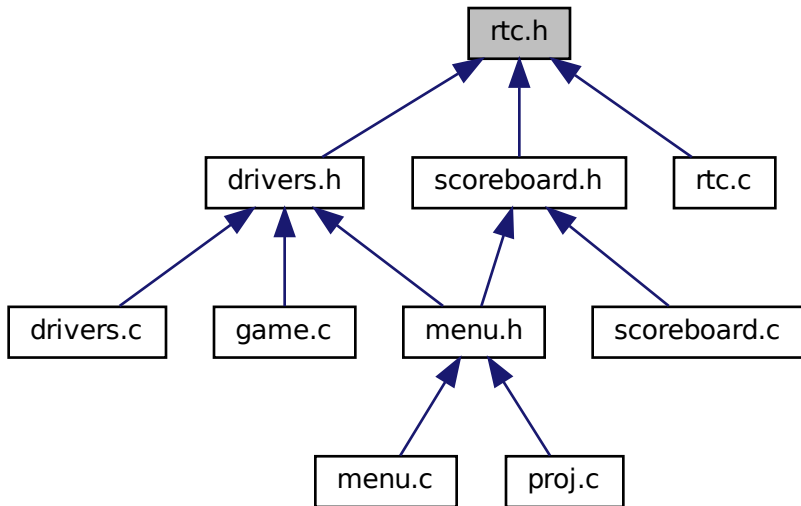 rtc.h
drivers.h
scoreboard.h
rtc.c
drivers.c
game.c
menu.h
scoreboard.c
menu.c
proj.c